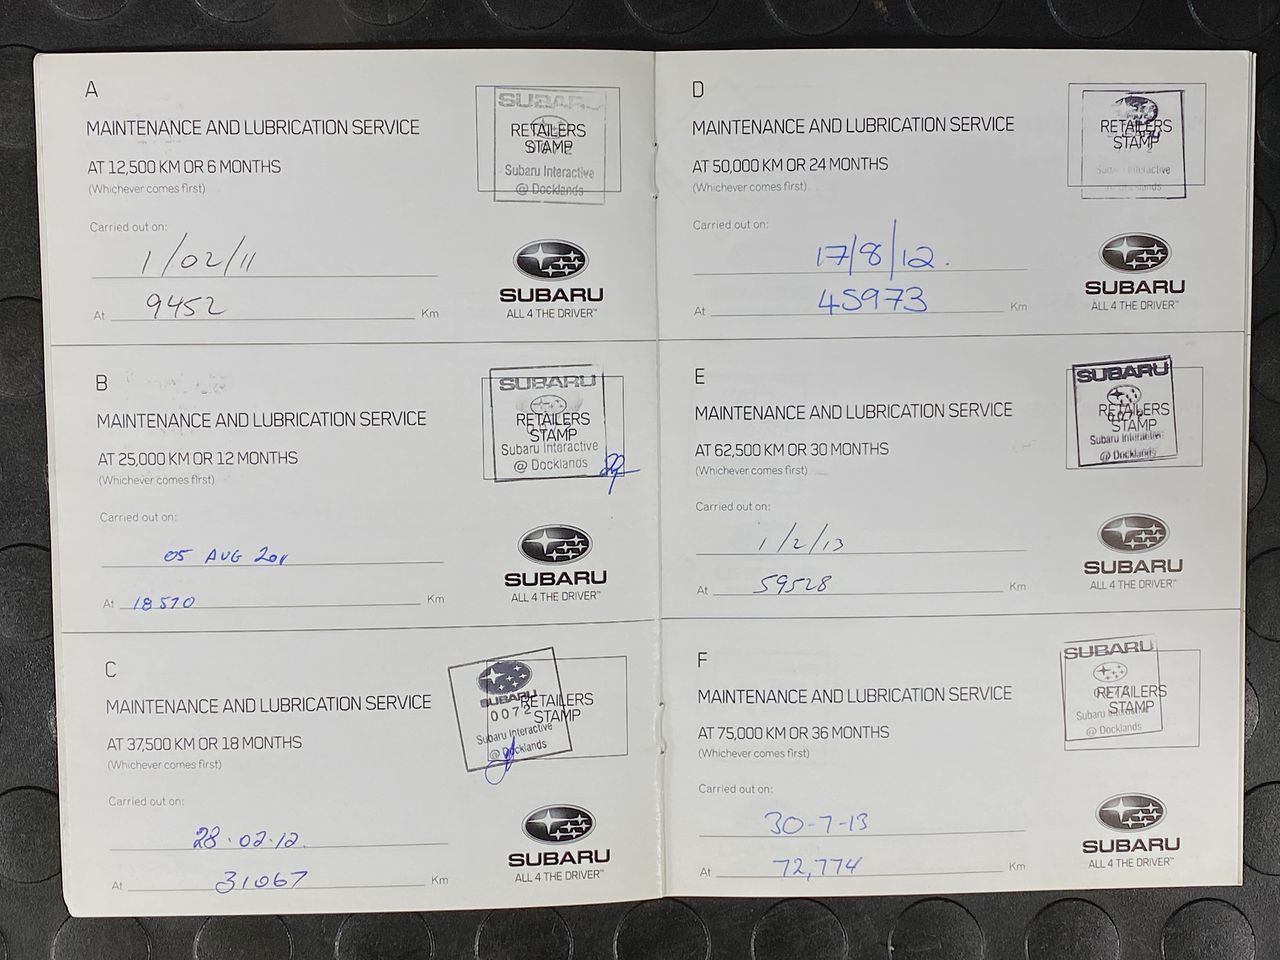 A
MAINTENANCE AND LUBRICATION SERVICE
AT 12,500 KM OR 6 MONTHS
(Whichever comes first)
SUBARU
RETAILERS
STAMP
Subaru Interactive
@ Docklands
Carried out on:
1/02/11
At 9452 Km
SUBARU
ALL 4 THE DRIVER™
B
MAINTENANCE AND LUBRICATION SERVICE
AT 25,000 KM OR 12 MONTHS
(Whichever comes first)
SUBARU
RETAILERS
STAMP
Subaru Interactive
@ Docklands
Carried out on:
05 AUG 2011
At 18570 Km
SUBARU
ALL 4 THE DRIVER™
C
MAINTENANCE AND LUBRICATION SERVICE
AT 37,500 KM OR 18 MONTHS
(Whichever comes first)
SUBARU
RETAILERS
0072
STAMP
Subaru Interactive
@ Docklands
Carried out on:
28.02.12.
At 31067 Km
SUBARU
ALL 4 THE DRIVER™
D
MAINTENANCE AND LUBRICATION SERVICE
AT 50,000 KM OR 24 MONTHS
(Whichever comes first)
RETAILERS
STAMP
Subaru Interactive
Docklands
Carried out on:
17/8/12.
At 45973 Km
SUBARU
ALL 4 THE DRIVER™
E
MAINTENANCE AND LUBRICATION SERVICE
AT 62,500 KM OR 30 MONTHS
(Whichever comes first)
SUBARU
RETAILERS
STAMP
Subaru Interactive
@ Docklands
Carried out on:
1/2/13
At 59528 Km
SUBARU
ALL 4 THE DRIVER™
F
MAINTENANCE AND LUBRICATION SERVICE
AT 75,000 KM OR 36 MONTHS
(Whichever comes first)
SUBARU
RETAILERS
STAMP
Subaru Interactive
@ Docklands
Carried out on:
30-7-13
At 72,774 Km
SUBARU
ALL 4 THE DRIVER™